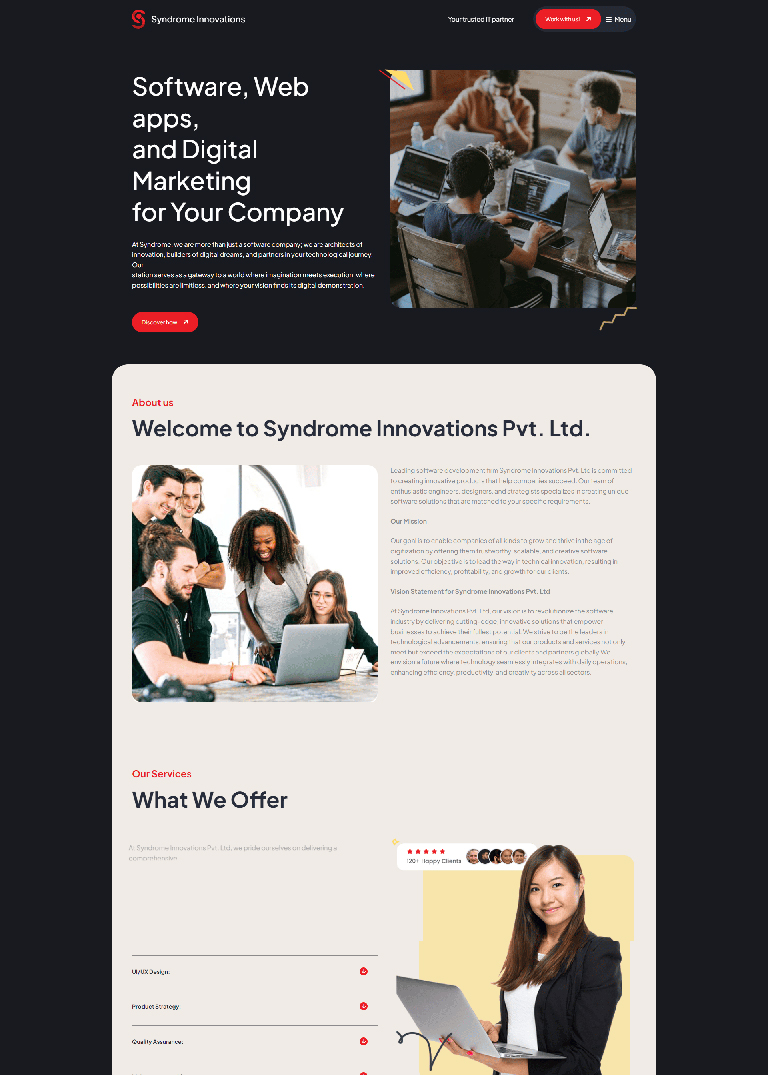 Syndrome Innovations
Your trusted IT partner
Work with us!
Menu
Software, Web
apps,
and Digital
Marketing
for Your Company
At Syndrome, we are more than just a software company; we are architects of
innovation, builders of digital dreams, and partners in your technological journey.
Our
station serves as a gateway to a world where imagination meets execution, where
possibilities are limitless, and where your vision finds its digital demonstration.
Discover how
About us
Welcome to Syndrome Innovations Pvt. Ltd.
Leading software development firm Syndrome Innovations Pvt. Ltd is committed
to creating innovative products that help companies succeed. Our team of
enthusiastic engineers, designers, and strategists specializes in creating unique
software solutions that are matched to your specific requirements.
Our Mission
Our goal is to enable companies of all kinds to grow and thrive in the age of
digitization by offering them trustworthy, scalable, and creative software
solutions. Our objective is to lead the way in technical innovation, resulting in
improved efficiency, profitability, and growth for our clients.
Vision Statement for Syndrome Innovations Pvt. Ltd
At Syndrome Innovations Pvt. Ltd, our vision is to revolutionize the software
industry by delivering cutting-edge, innovative solutions that empower
businesses to achieve their fullest potential. We strive to be the leaders in
technological advancements, ensuring that our products and services not only
meet but exceed the expectations of our clients and partners globally. We
envision a future where technology seamlessly integrates with daily operations,
enhancing efficiency, productivity, and creativity across all sectors.
Our Services
What We Offer
At Syndrome Innovations Pvt. Ltd, we pride ourselves on delivering a
comprehensive
120+ Happy Clients
UI/UX Design:
Product Strategy
Quality Assurance: